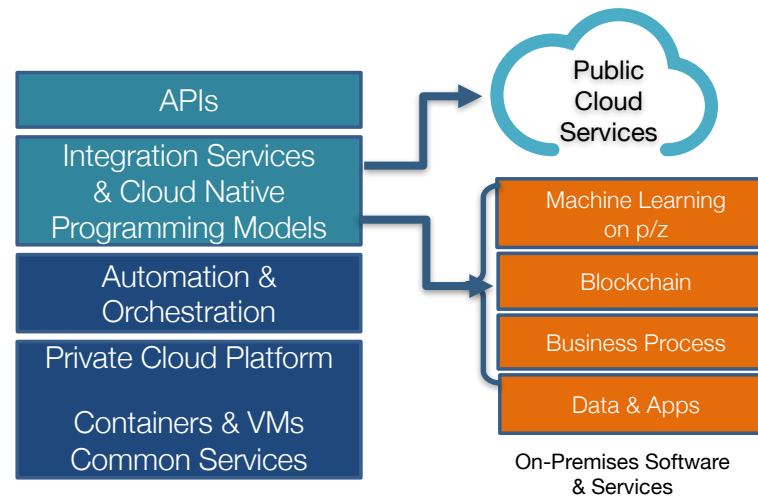 APIs
Integration Services
& Cloud Native
Programming Models
Automation &
Orchestration
Private Cloud Platform
Containers & VMs
Common Services
Public
Cloud
Services
Machine Learning
on p/z
Blockchain
Business Process
Data & Apps
On-Premises Software
& Services